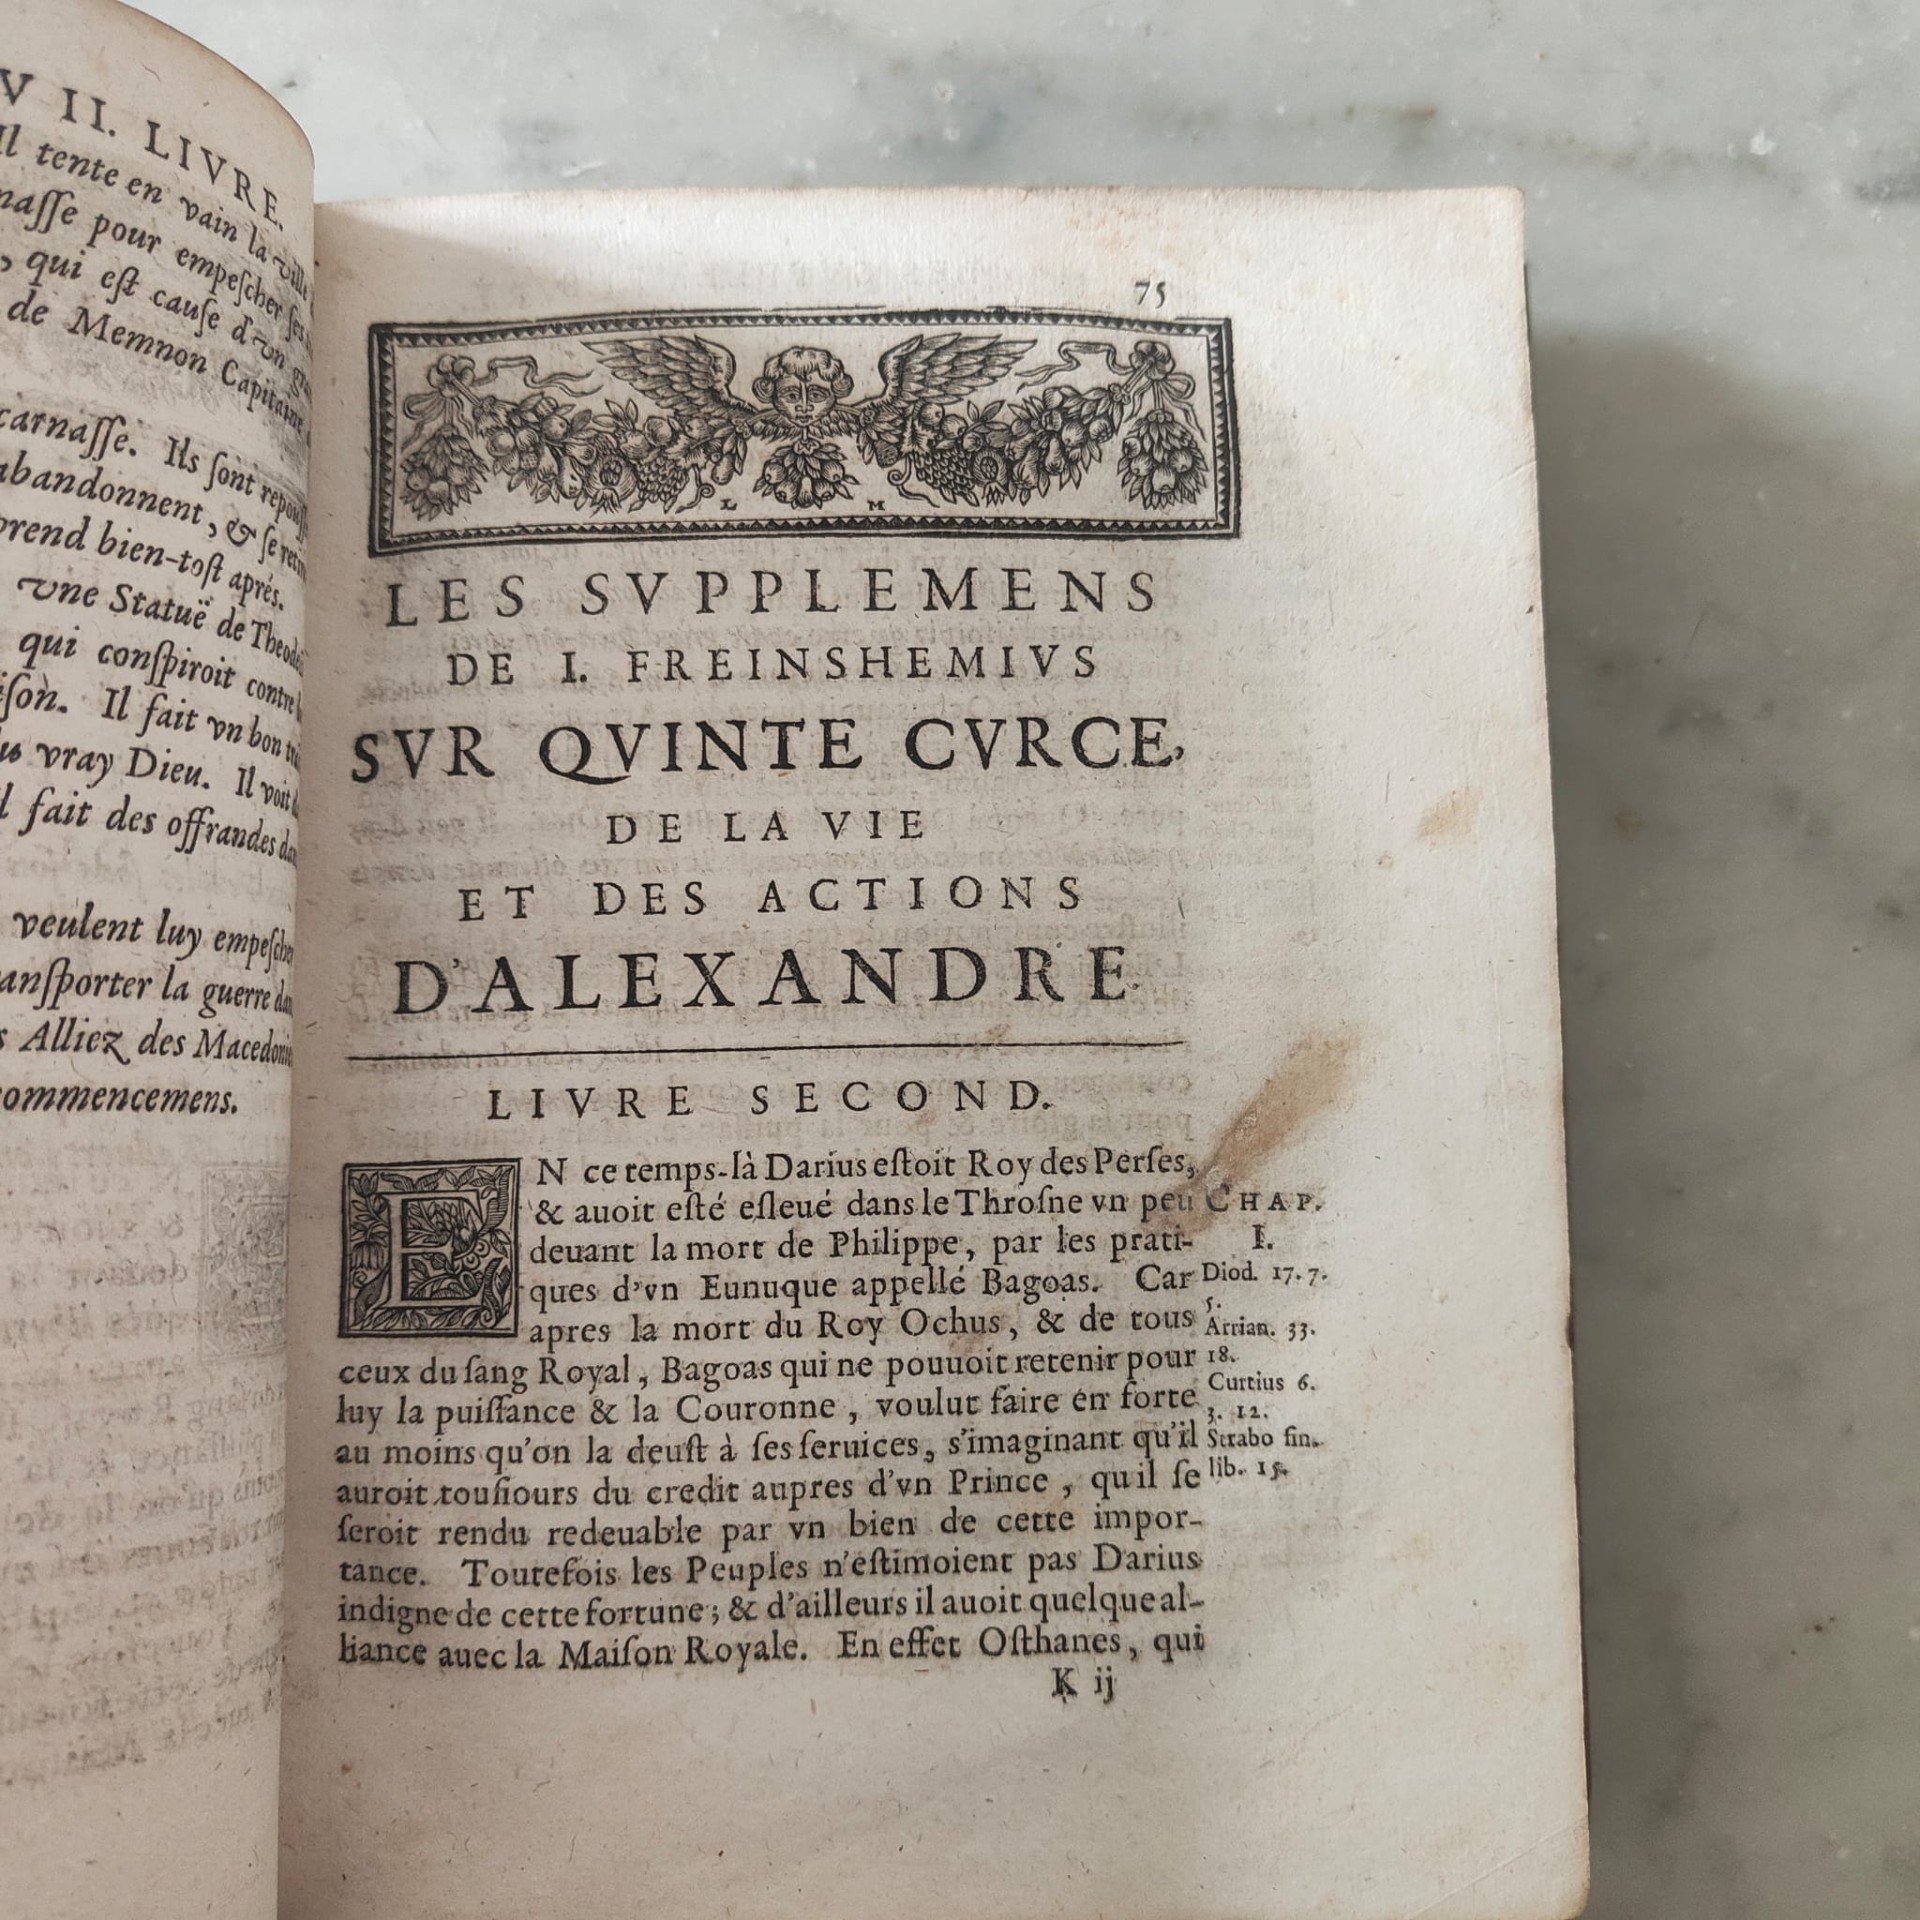 V II. LIVRE.
Il tente en vain la ville
pour empeſcher ſes
, qui eſt cauſe d'vn
de Memnon Capitaine
Ils ſont
, & ſe
prend bien-toſt aprés.
vne Statuë de
qui conſpiroit contre
Il fait vn bon
vray Dieu. Il voit
fait des offrandes
veulent luy
la guerre
Alliez des
commencemens.
75
L M
LES SVPPLEMENS
DE I. FREINSHEMIVS
SVR QVINTE CVRCE,
DE LA VIE
ET DES ACTIONS
D'ALEXANDRE.
LIVRE SECOND.
EN ce temps-là Darius eſtoit Roy des Perſes,
& auoit eſté eſleué dans le Throſne vn peu
deuant la mort de Philippe, par les prati-
ques d'vn Eunuque appellé Bagoas. Car
apres la mort du Roy Ochus, & de tous
ceux du ſang Royal, Bagoas qui ne pouuoit retenir pour
luy la puiſſance & la Couronne, voulut faire en ſorte
au moins qu'on la deuſt à ſes ſeruices, s'imaginant qu'il
auroit touſiours du credit aupres d'vn Prince, qu il ſe
ſeroit rendu redeuable par vn bien de cette impor-
tance. Toutefois les Peuples n'eſtimoient pas Darius
indigne de cette fortune; & d'ailleurs il auoit quelque al-
liance auec la Maiſon Royale. En effet Oſthanes, qui
K ij
CHAP.
I.
Diod. 17. 7.
5.
Arrian. 33.
18.
Curtius 6.
3. 12.
Strabo fin.
lib. 15.